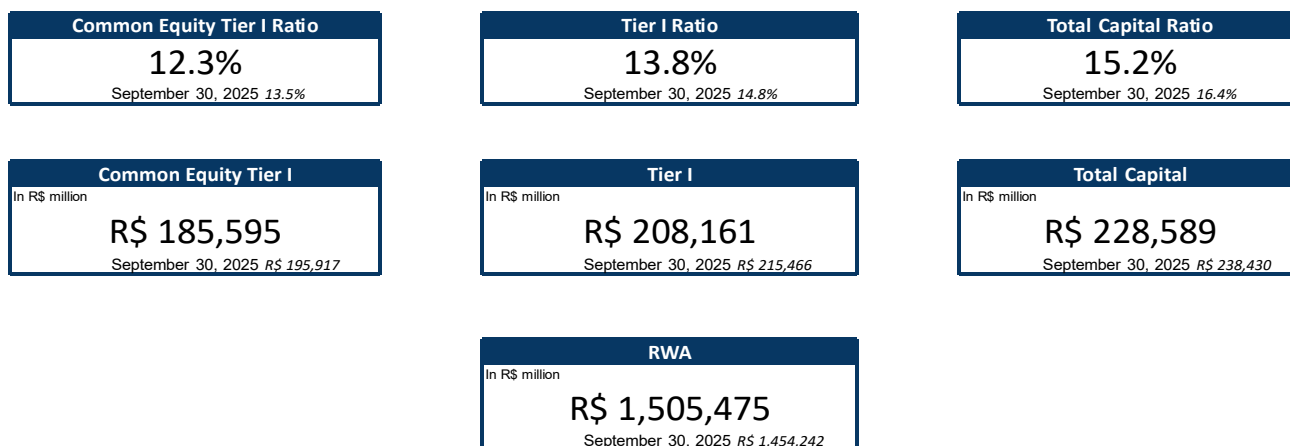 Common Equity Tier I Ratio
12.3%
September 30, 2025 13.5%
Tier I Ratio
13.8%
September 30, 2025 14.8%
Total Capital Ratio
15.2%
September 30, 2025 16.4%
Common Equity Tier I
In R$ million
R$ 185,595
September 30, 2025 R$ 195,917
Tier I
In R$ million
R$ 208,161
September 30, 2025 R$ 215,466
Total Capital
In R$ million
R$ 228,589
September 30, 2025 R$ 238,430
RWA
In R$ million
R$ 1,505,475
September 30, 2025 R$ 1,454,242